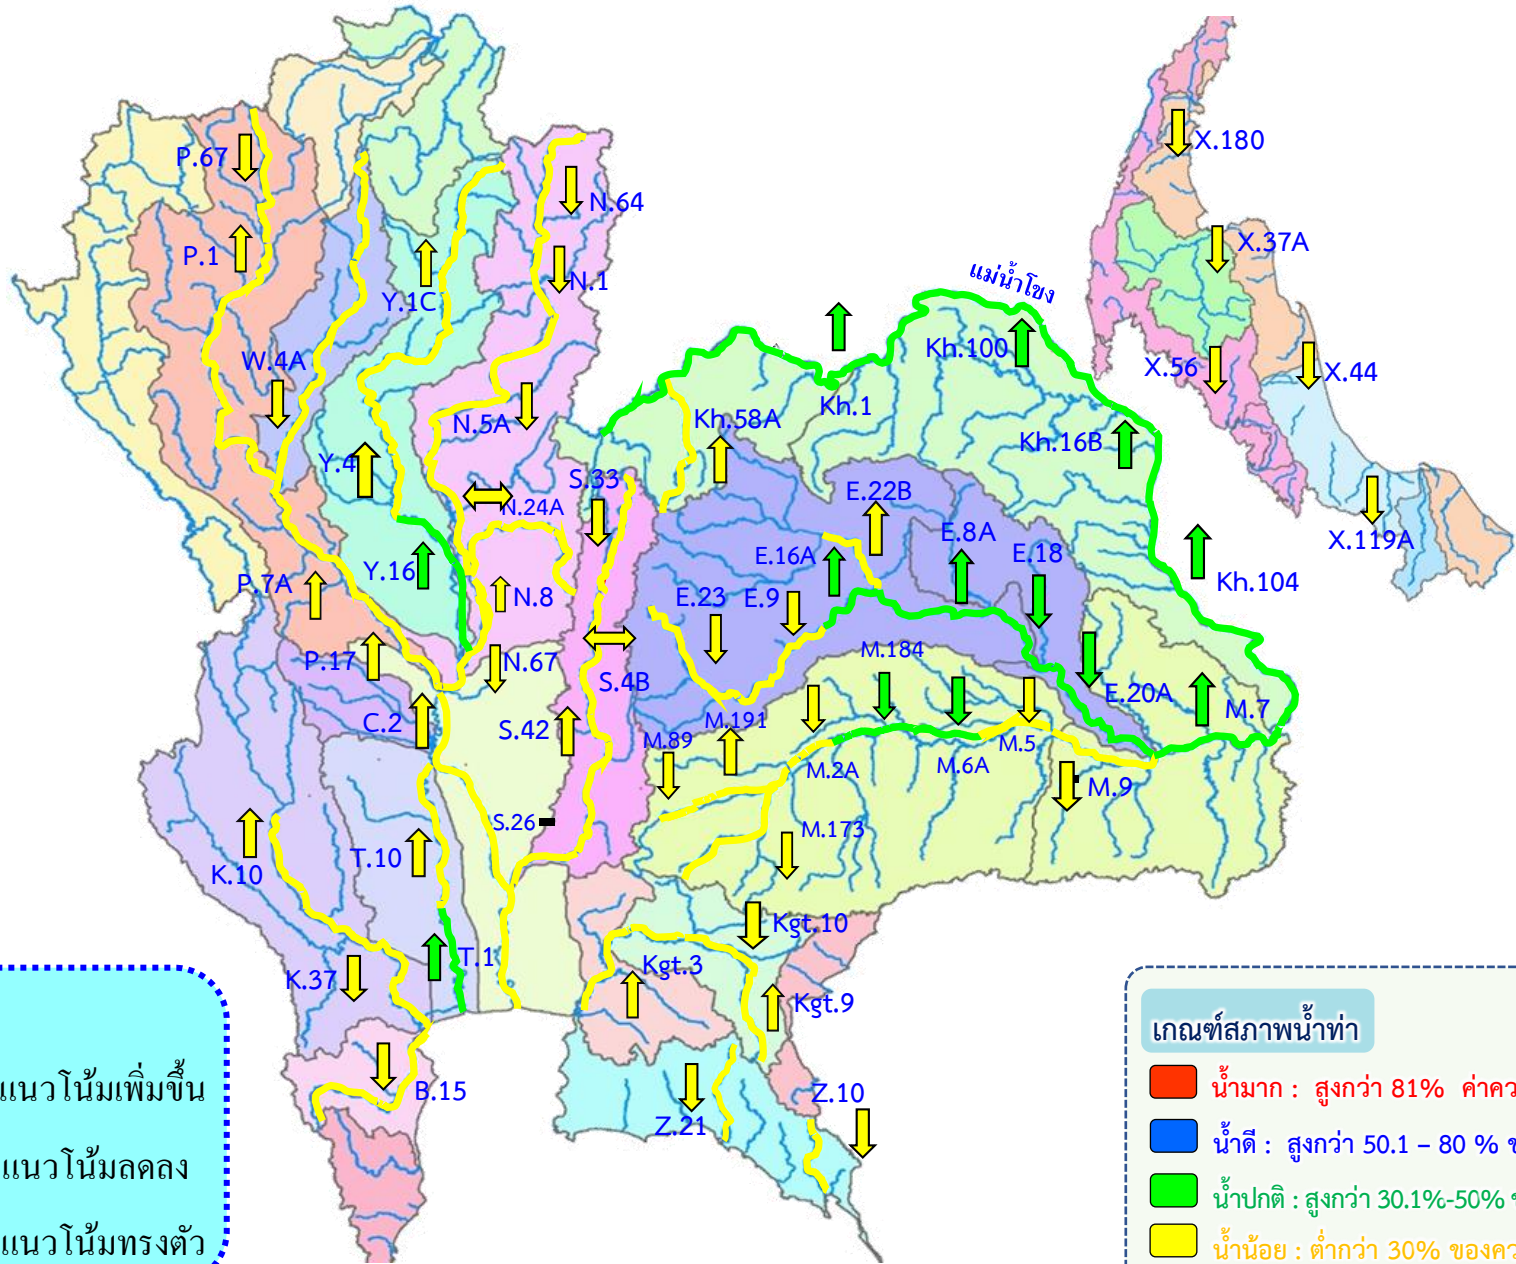 P.67
P.1
W.4A
Y.1C
N.64
N.1
N.5A
Y.4
N.24A
S.33
Kh.58A
Kh.1
แม่น้ำโขง
Kh.100
Kh.16B
Kh.104
X.180
X.37A
X.56
X.44
X.119A
E.22B
E.8A
E.18
E.16A
E.23
E.9
Y.16
P.7A
N.8
P.17
N.67
S.4B
M.184
E.20A
M.7
C.2
S.42
M.191
M.89
M.2A
M.6A
M.5
M.9
S.26
M.173
T.10
K.10
Kgt.10
K.37
T.1
Kgt.3
Kgt.9
B.15
Z.21
Z.10
แนวโน้มเพิ่มขึ้น
แนวโน้มลดลง
แนวโน้มทรงตัว
เกณฑ์สภาพน้ำท่า
น้ำมาก : สูงกว่า 81% ค่าคว
น้ำดี : สูงกว่า 50.1 – 80 % ข
น้ำปกติ : สูงกว่า 30.1%-50% ข
น้ำน้อย : ต่ำกว่า 30% ของคว